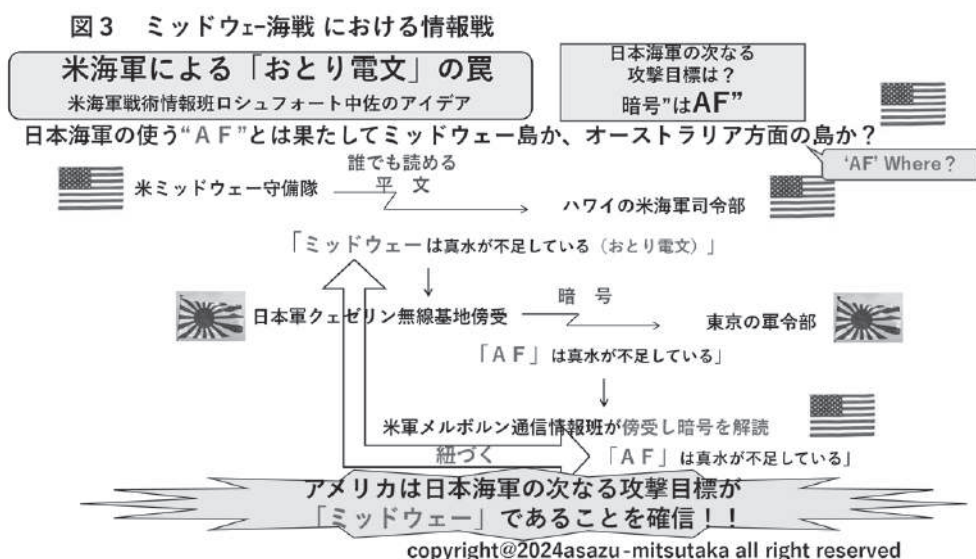 図３　ミッドウェー海戦 における情報戦
米海軍による「おとり電文」の罠
米海軍戦術情報班ロシュフォート中佐のアイデア
日本海軍の次なる
攻撃目標は？
暗号”はAF”
日本海軍の使う“ＡＦ”とは果たしてミッドウェー島か、オーストラリア方面の島か？
‘AF’ Where？
誰でも読める
平　文
米ミッドウェー守備隊
ハワイの米海軍司令部
「ミッドウェーは真水が不足している（おとり電文）」
暗　号
日本軍クェゼリン無線基地傍受
東京の軍令部
「ＡＦ」は真水が不足している」
米軍メルボルン通信情報班が傍受し暗号を解読
紐づく
「ＡＦ」は真水が不足している」
アメリカは日本海軍の次なる攻撃目標が
「ミッドウェー」であることを確信！！
copyright@2024asazu-mitsutaka all right reserved